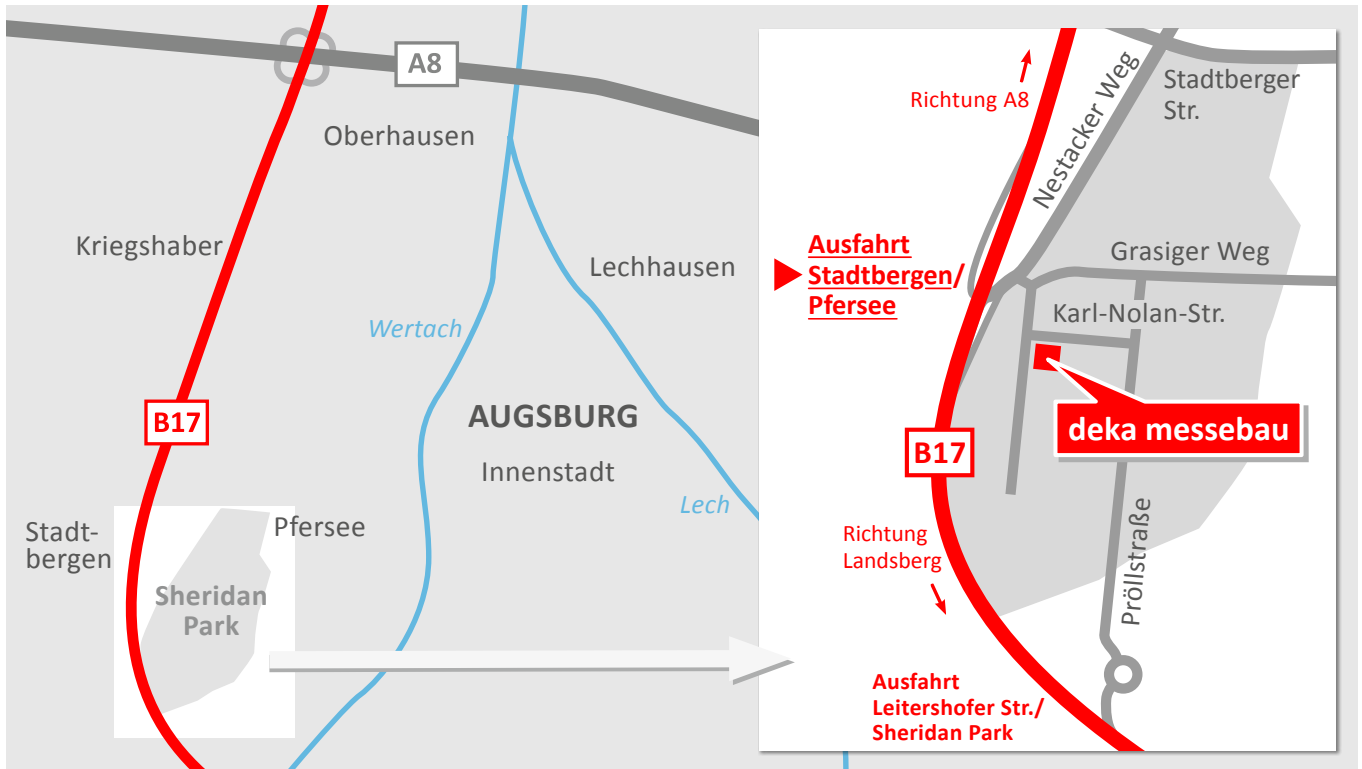 A8
Oberhausen
Kriegshaber
Lechhausen
Wertach
B17
AUGSBURG
Innenstadt
Lech
Stadt-
bergen
Pfersee
Sheridan
Park
Richtung A8
Nestacker Weg
Stadtberger
Str.
Ausfahrt
Stadtbergen/
Pfersee
Grasiger Weg
Karl-Nolan-Str.
deka messebau
B17
Richtung
Landsberg
Pröllstraße
Ausfahrt
Leitershofer Str./
Sheridan Park